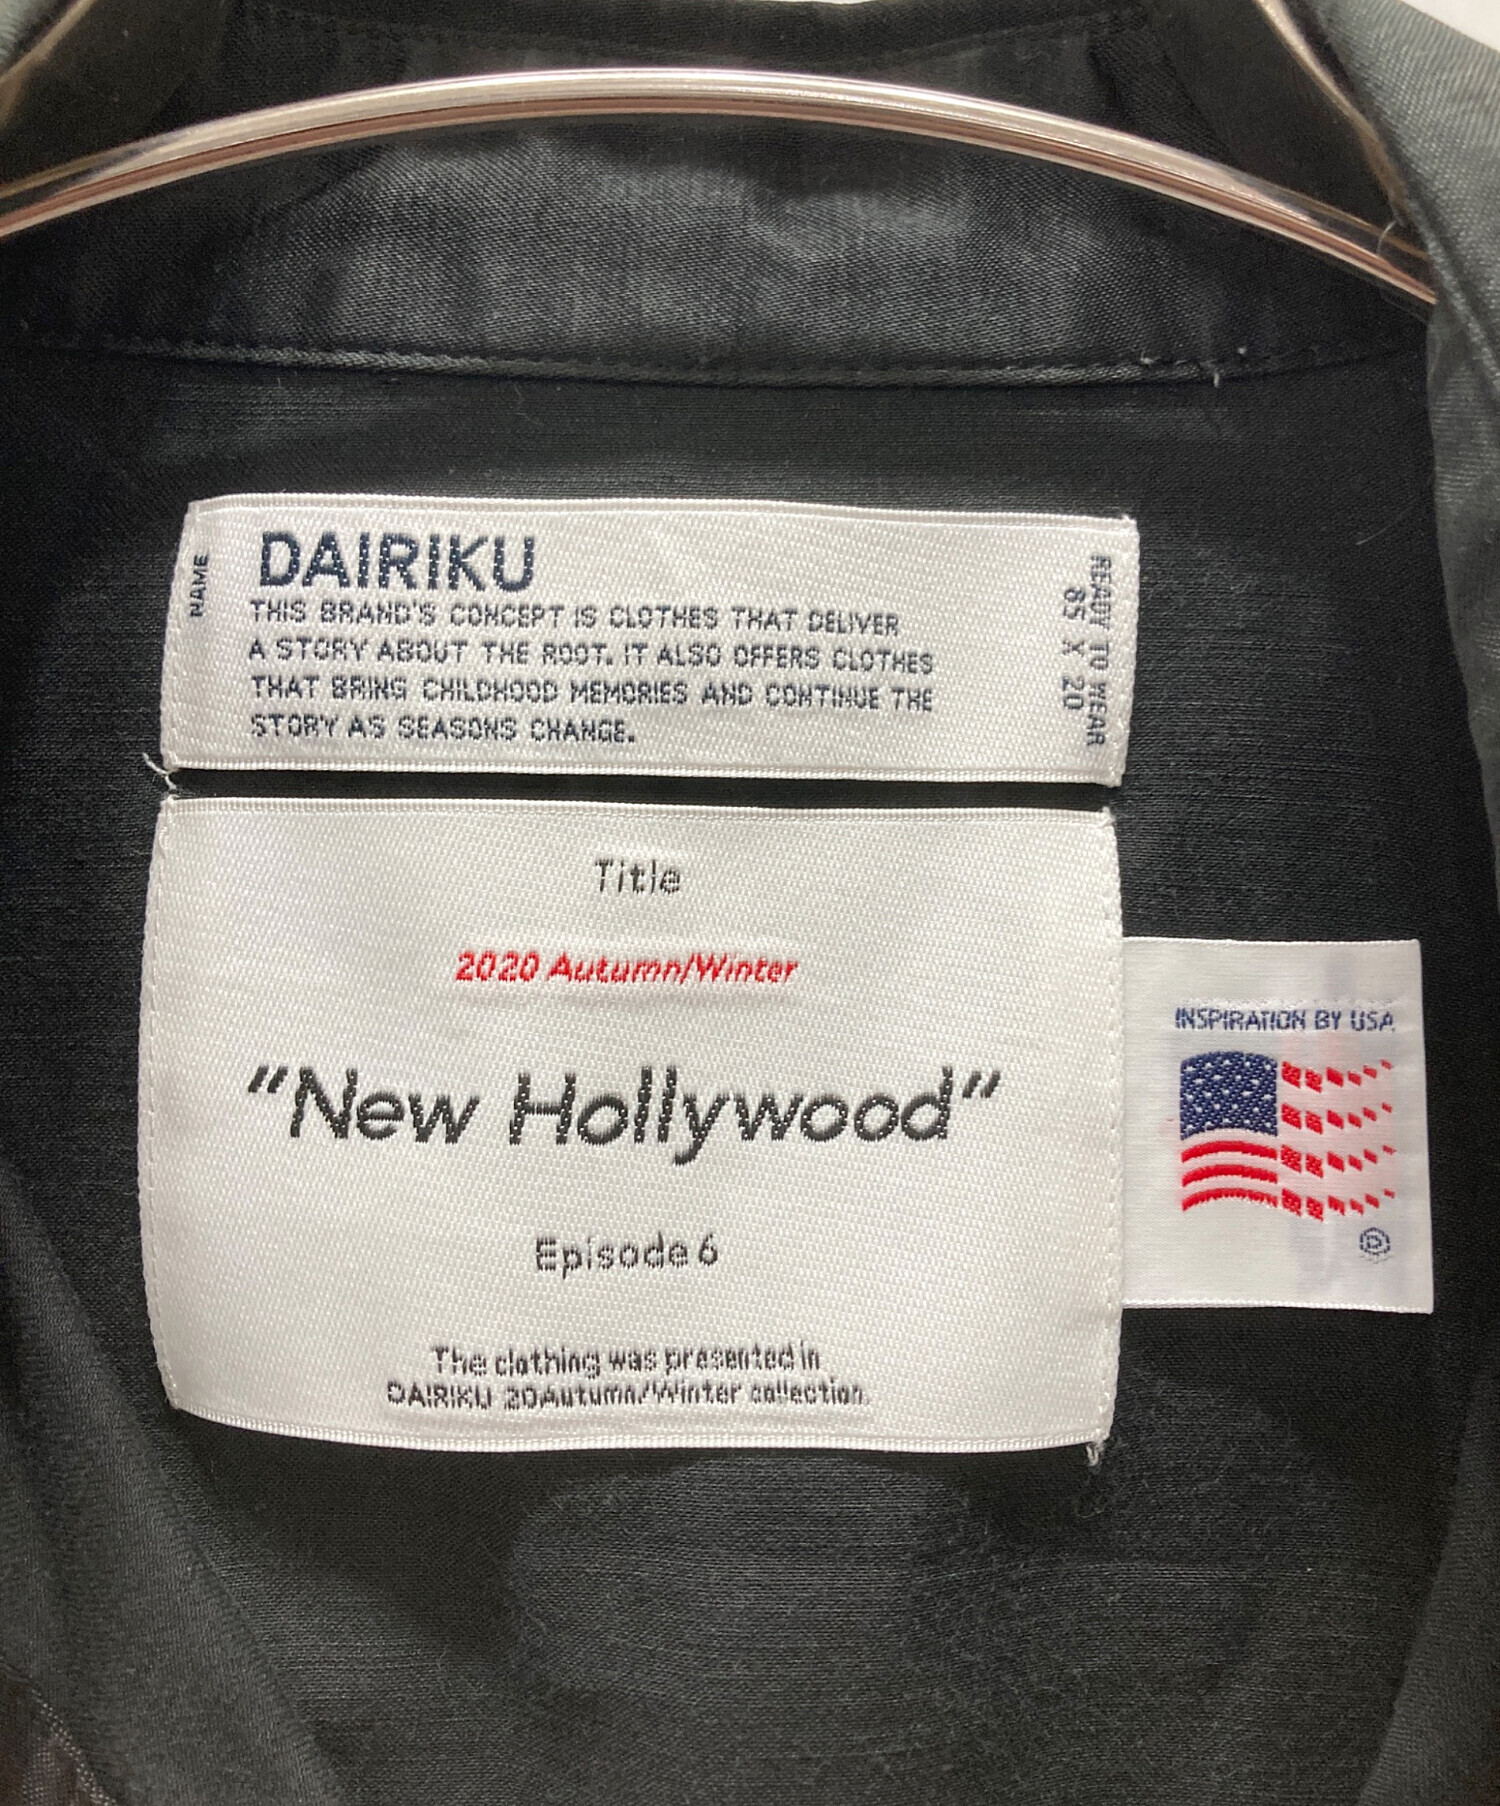 NAME
DAIRIKU
THIS BRAND'S CONCEPT IS CLOTHES THAT DELIVER
A STORY ABOUT THE ROOT. IT ALSO OFFERS CLOTHES
THAT BRING CHILDHOOD MEMORIES AND CONTINUE THE
STORY AS SEASONS CHANGE.
READY TO WEAR
85 X 20
Title
2020 Autumn/Winter
"New Hollywood"
Episode 6
The clothing was presented in
DAIRIKU 20Autumn/Winter collection.
INSPIRATION BY USA